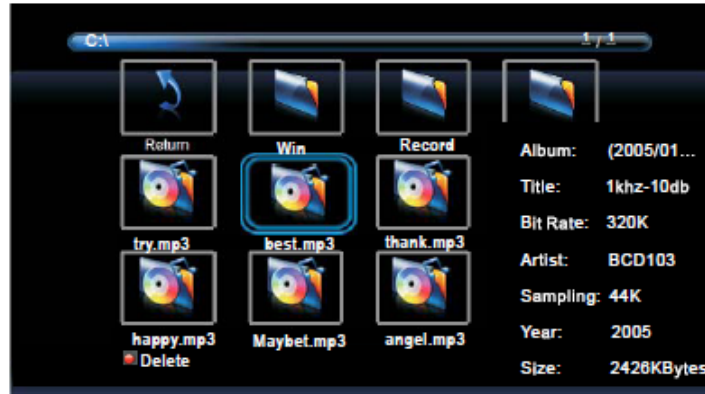 C:\ 1 / 1
Return Win Record
try.mp3 best.mp3 thank.mp3
happy.mp3 Maybet.mp3 angel.mp3
Delete
Album: (2005/01...
Title: 1khz-10db
Bit Rate: 320K
Artist: BCD103
Sampling: 44K
Year: 2005
Size: 2426KBytes